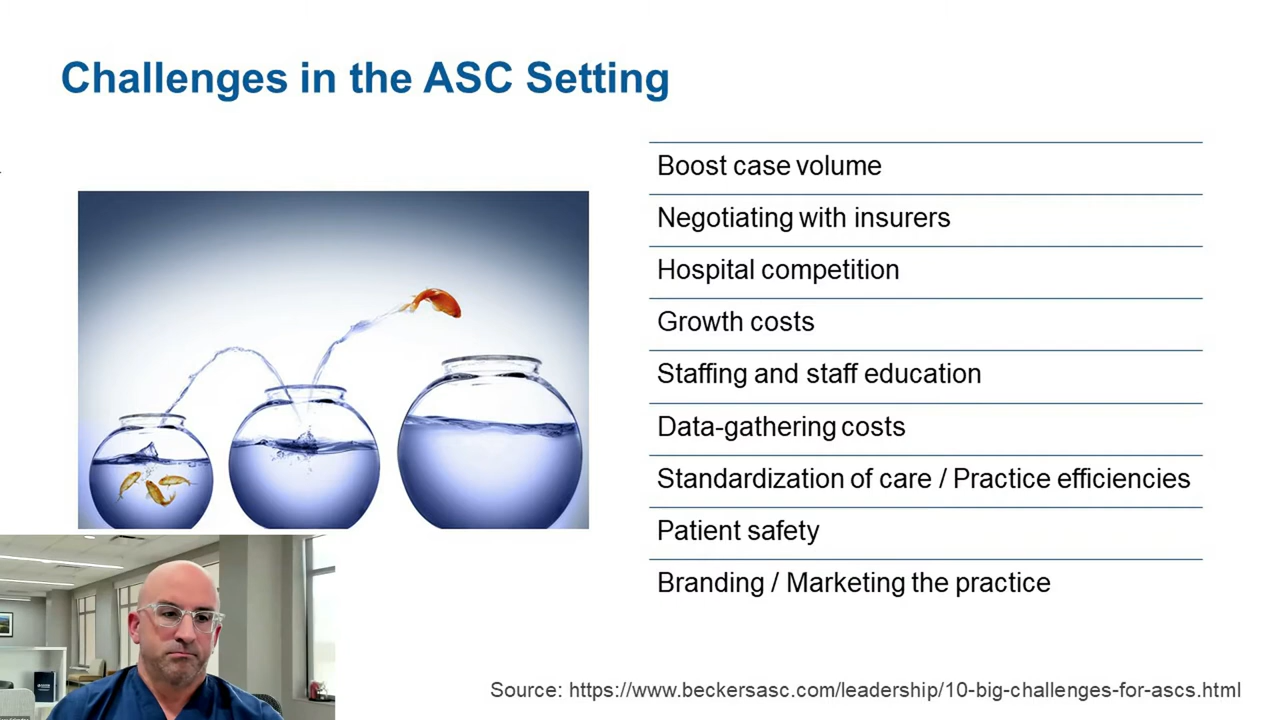 Challenges in the ASC Setting
Boost case volume
Negotiating with insurers
Hospital competition
Growth costs
Staffing and staff education
Data-gathering costs
Standardization of care / Practice efficiencies
Patient safety
Branding / Marketing the practice
Source: https://www.beckersasc.com/leadership/10-big-challenges-for-ascs.html